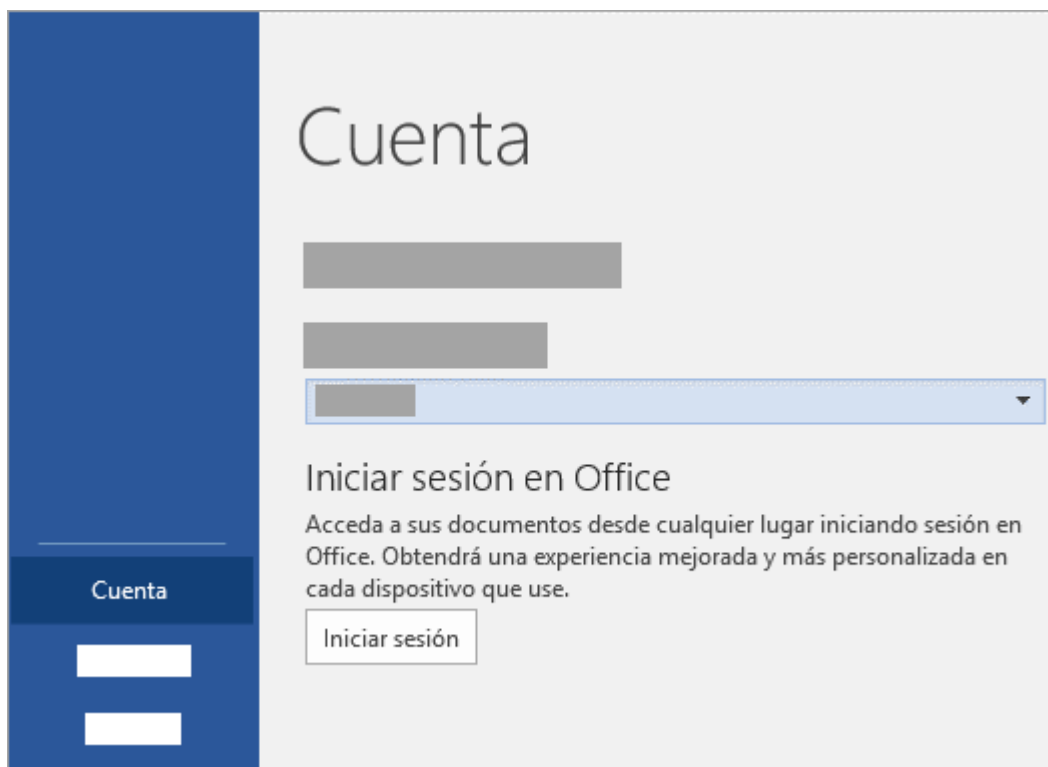 Cuenta
Iniciar sesión en Office
Acceda a sus documentos desde cualquier lugar iniciando sesión en
Office. Obtendrá una experiencia mejorada y más personalizada en
cada dispositivo que use.
Cuenta
Iniciar sesión